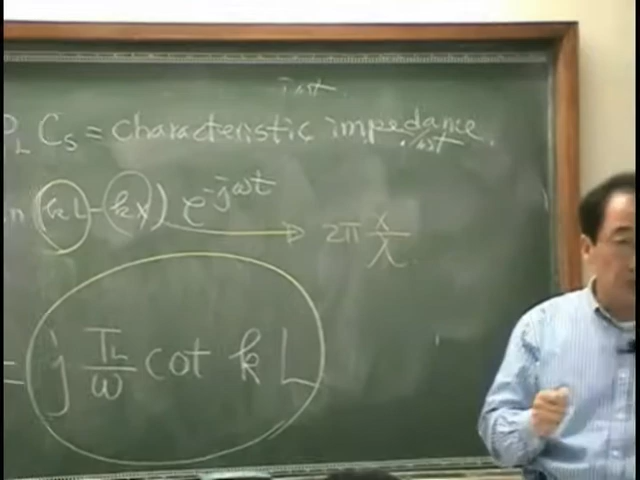 ρL CS = characteristic impedance.
(kL - kx) e^-jωt → 2π x/λ
= j TL/ω cot kL